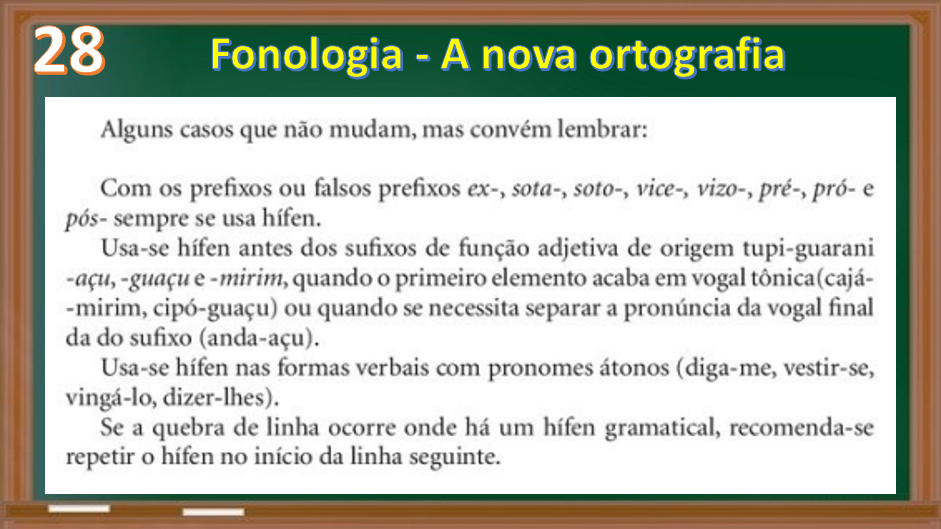 28
Fonologia - A nova ortografia
Alguns casos que não mudam, mas convém lembrar:
Com os prefixos ou falsos prefixos ex-, sota-, soto-, vice-, vizo-, pré-, pró- e
pós- sempre se usa hífen.
Usa-se hífen antes dos sufixos de função adjetiva de origem tupi-guarani
-açu, -guaçu e -mirim, quando o primeiro elemento acaba em vogal tônica(cajá-
-mirim, cipó-guaçu) ou quando se necessita separar a pronúncia da vogal final
da do sufixo (anda-açu).
Usa-se hífen nas formas verbais com pronomes átonos (diga-me, vestir-se,
vingá-lo, dizer-lhes).
Se a quebra de linha ocorre onde há um hífen gramatical, recomenda-se
repetir o hífen no início da linha seguinte.